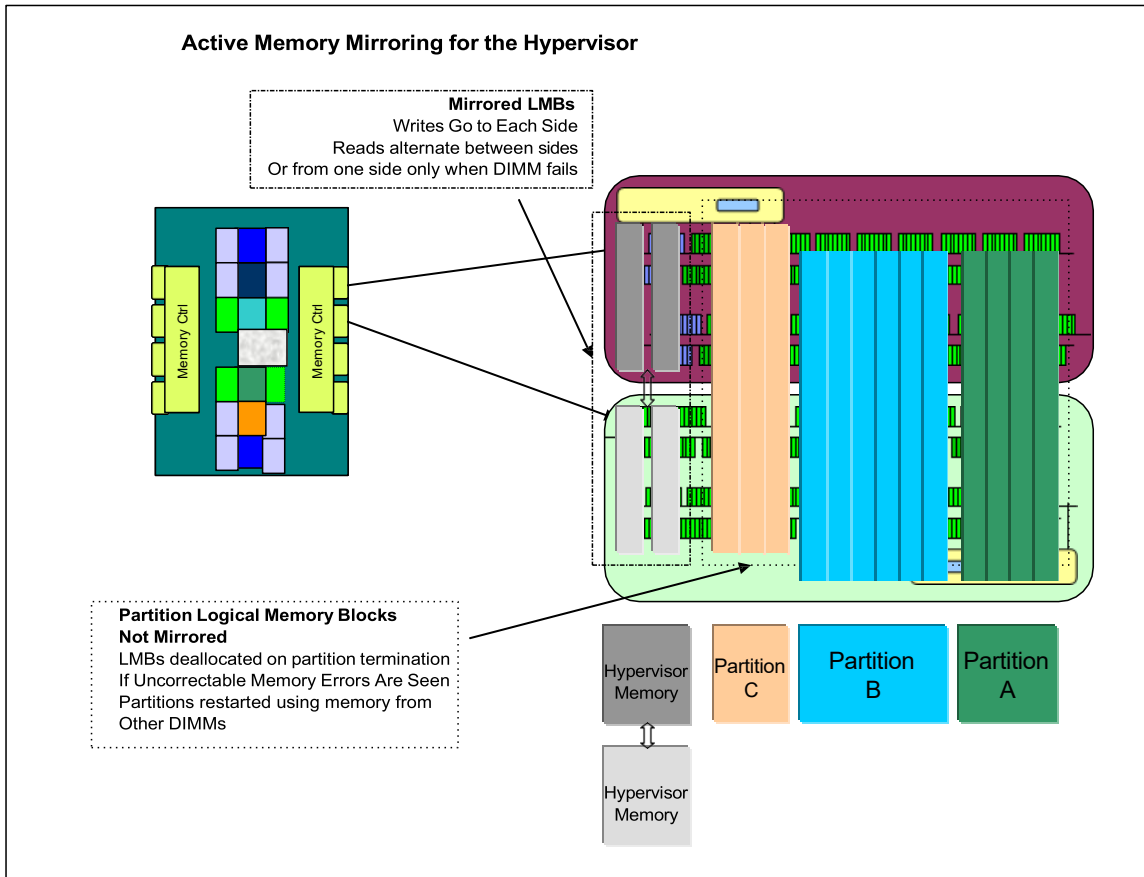 Active Memory Mirroring for the Hypervisor
Mirrored LMBs
Writes Go to Each Side
Reads alternate between sides
Or from one side only when DIMM fails
Memory Ctrl
Memory Ctrl
Partition Logical Memory Blocks
Not Mirrored
LMBs deallocated on partition termination
If Uncorrectable Memory Errors Are Seen
Partitions restarted using memory from
Other DIMMs
Hypervisor
Memory
Partition
C
Partition
B
Partition
A
Hypervisor
Memory